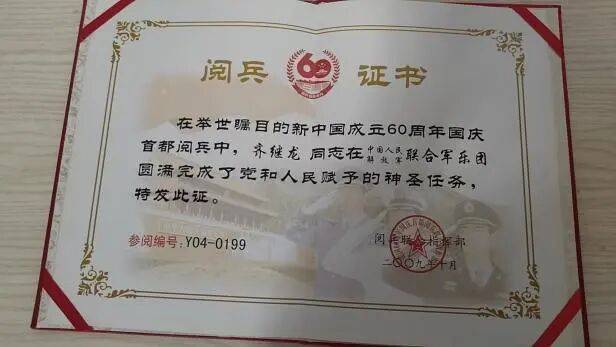 阅兵 60 证书
在举世瞩目的新中国成立60周年国庆
首都阅兵中，齐继龙同志在中国人民解放军联合军乐团
圆满完成了党和人民赋予的神圣任务，
特发此证。
参阅编号：Y04-0199
阅兵联合指挥部
二〇〇九年十月